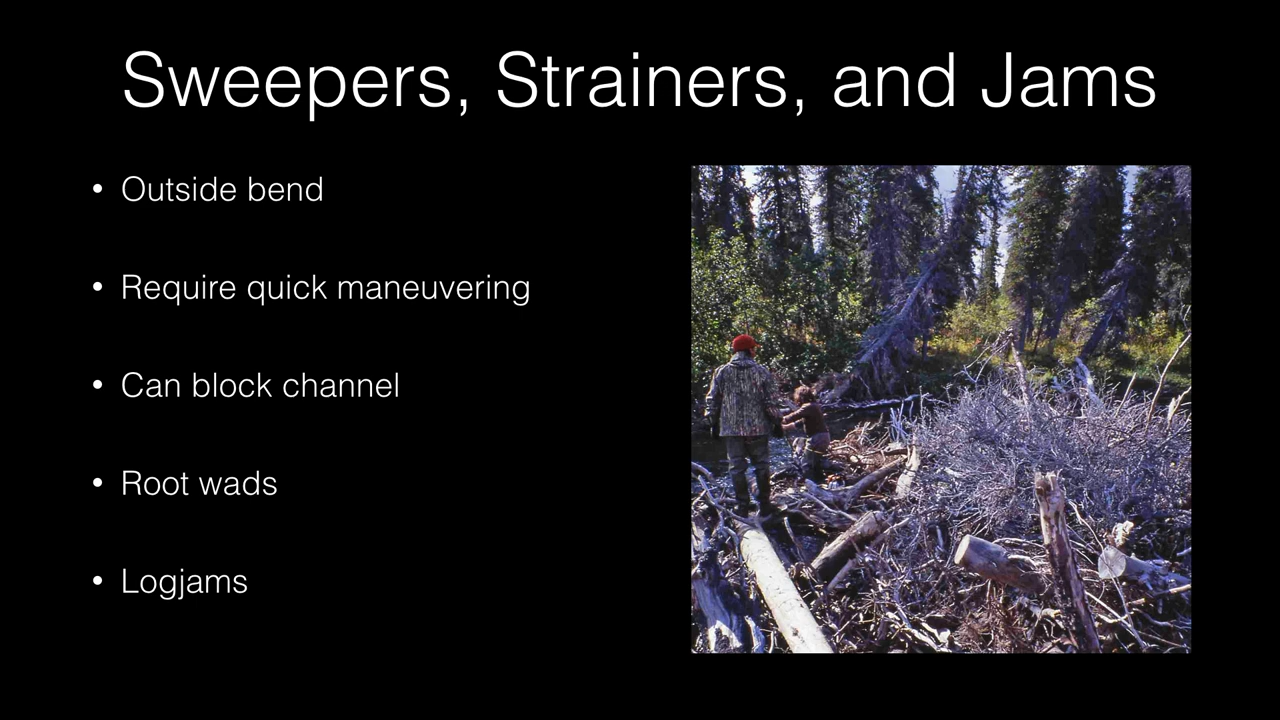 Sweepers, Strainers, and Jams
• Outside bend
• Require quick maneuvering
• Can block channel
• Root wads
• Logjams